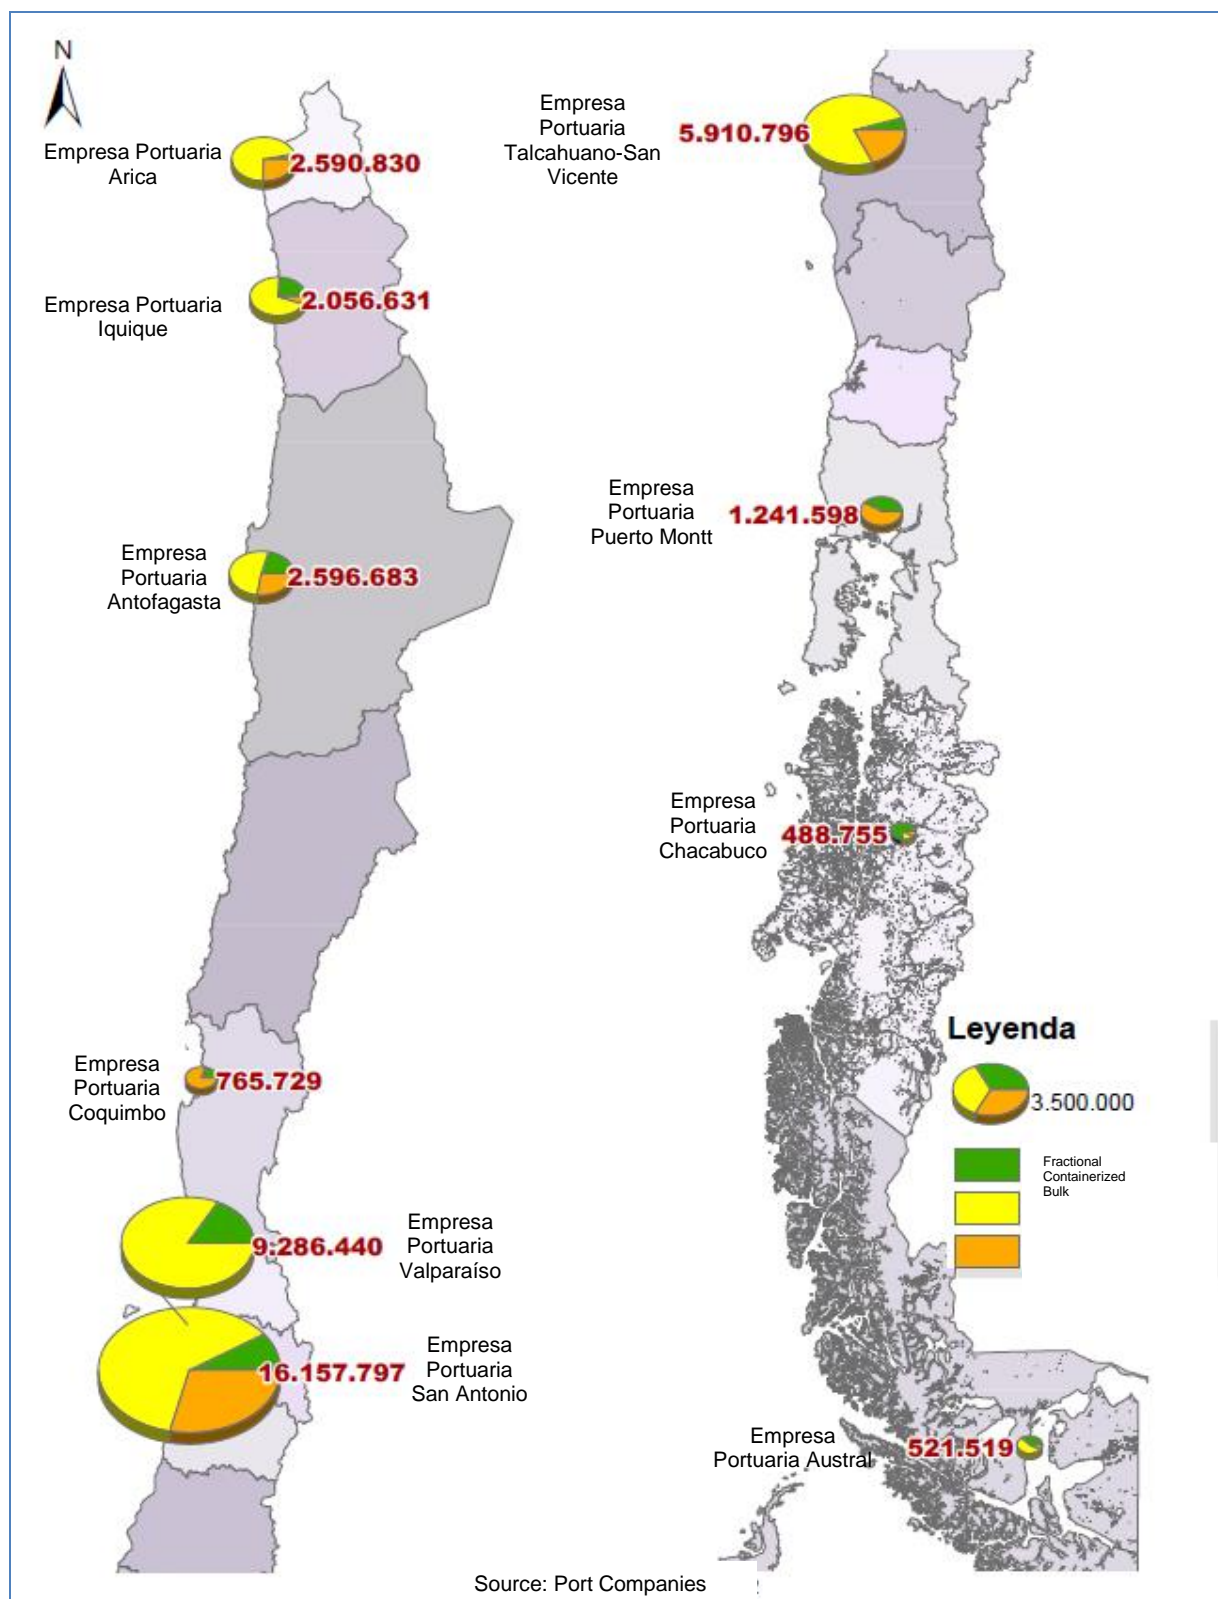 N
Empresa Portuaria
Arica
2.590.830
Empresa Portuaria
Iquique
2.056.631
Empresa
Portuaria
Antofagasta
2.596.683
Empresa
Portuaria
Coquimbo
765.729
9.286.440
Empresa
Portuaria
Valparaíso
16.157.797
Empresa
Portuaria
San Antonio
Empresa
Portuaria
Talcahuano-San
Vicente
5.910.796
Empresa
Portuaria
Puerto Montt
1.241.598
Empresa
Portuaria
Chacabuco
488.755
Leyenda
3.500.000
Fractional
Containerized
Bulk
Empresa
Portuaria Austral
521.519
Source: Port Companies